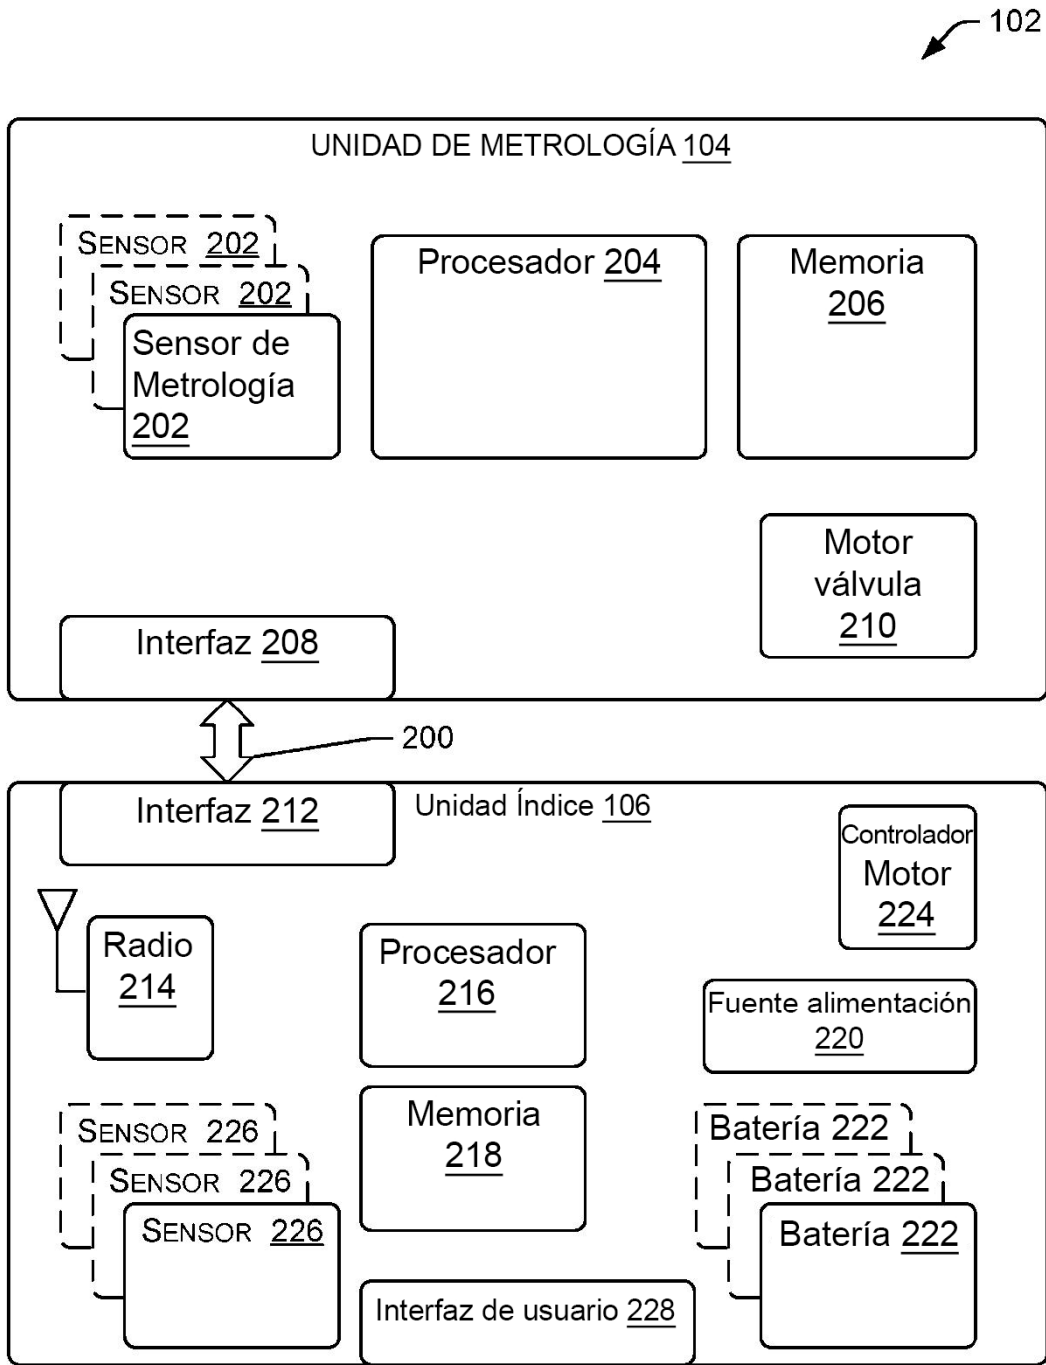 102
UNIDAD DE METROLOGÍA 104
SENSOR 202
SENSOR 202
Sensor de
Metrología
202
Procesador 204
Memoria
206
Motor
válvula
210
Interfaz 208
200
Interfaz 212
Unidad Índice 106
Controlador
Motor
224
Radio
214
Procesador
216
Fuente alimentación
220
Memoria
218
SENSOR 226
SENSOR 226
SENSOR 226
Batería 222
Batería 222
Batería 222
Interfaz de usuario 228